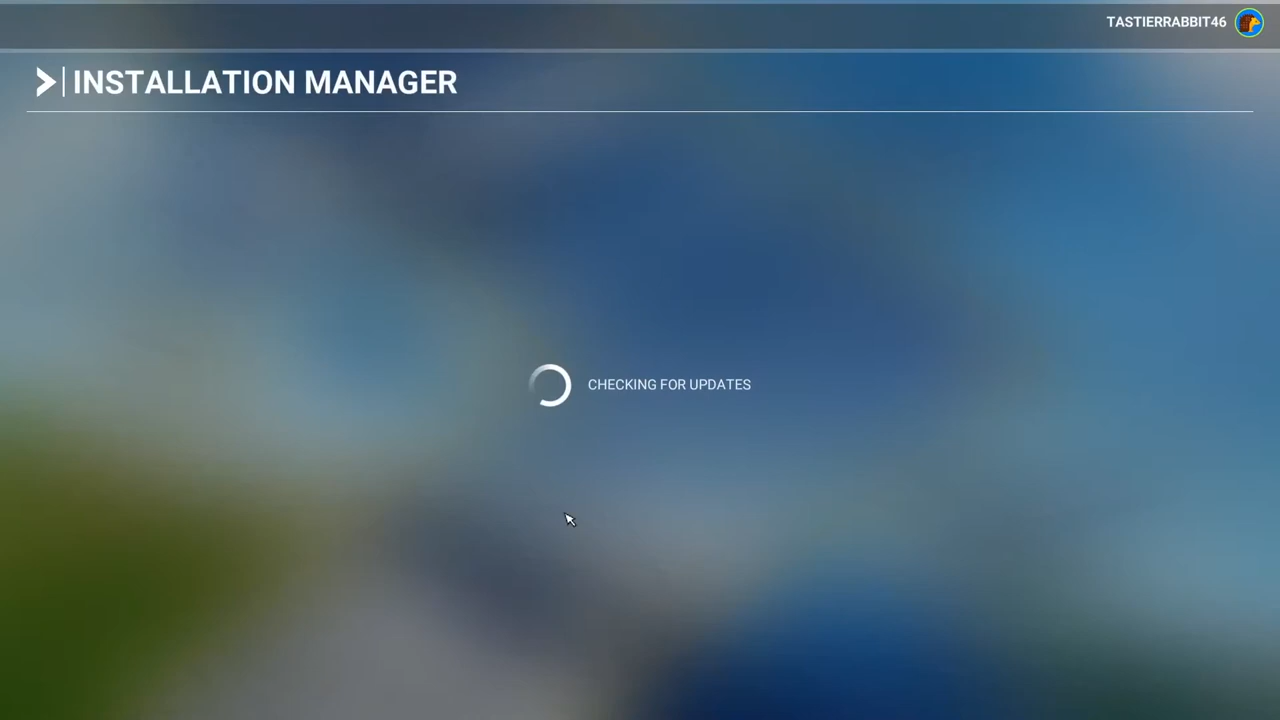 TASTIERRABBIT46
INSTALLATION MANAGER
CHECKING FOR UPDATES